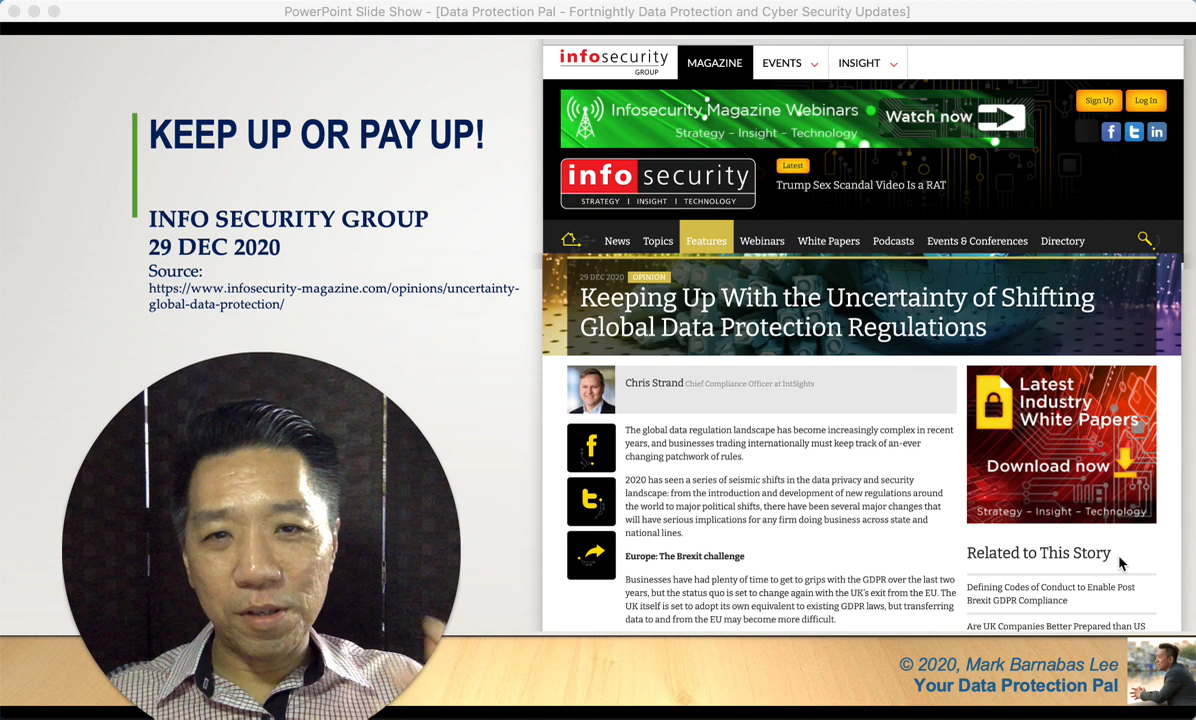 PowerPoint Slide Show - [Data Protection Pal - Fortnightly Data Protection and Cyber Security Updates]
KEEP UP OR PAY UP!
INFO SECURITY GROUP
29 DEC 2020
Source:
https://www.infosecurity-magazine.com/opinions/uncertainty-
global-data-protection/
infosecurity
GROUP
MAGAZINE
EVENTS
INSIGHT
Infosecurity Magazine Webinars
Strategy - Insight - Technology
Watch now
Sign Up
Log In
info security
STRATEGY | INSIGHT | TECHNOLOGY
Latest
Trump Sex Scandal Video Is a RAT
News Topics Features Webinars White Papers Podcasts Events & Conferences Directory
29 DEC 2020 OPINION
Keeping Up With the Uncertainty of Shifting
Global Data Protection Regulations
Chris Strand Chief Compliance Officer at IntSights
The global data regulation landscape has become increasingly complex in recent
years, and businesses trading internationally must keep track of an-ever
changing patchwork of rules.
2020 has seen a series of seismic shifts in the data privacy and security
landscape: from the introduction and development of new regulations around
the world to major political shifts, there have been several major changes that
will have serious implications for any firm doing business across state and
national lines.
Europe: The Brexit challenge
Businesses have had plenty of time to get to grips with the GDPR over the last two
years, but the status quo is set to change again with the UK's exit from the EU. The
UK itself is set to adopt its own equivalent to existing GDPR laws, but transferring
data to and from the EU may become more difficult.
Latest
Industry
White Papers
Download now
Strategy - Insight - Technology
Related to This Story
Defining Codes of Conduct to Enable Post
Brexit GDPR Compliance
Are UK Companies Better Prepared than US
© 2020, Mark Barnabas Lee
Your Data Protection Pal